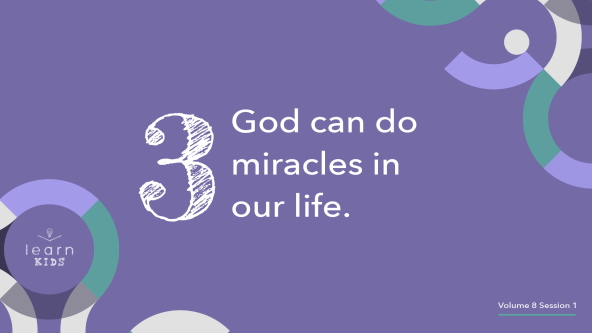 3
God can do
miracles in
our life.
learn
KIDS
Volume 8 Session 1